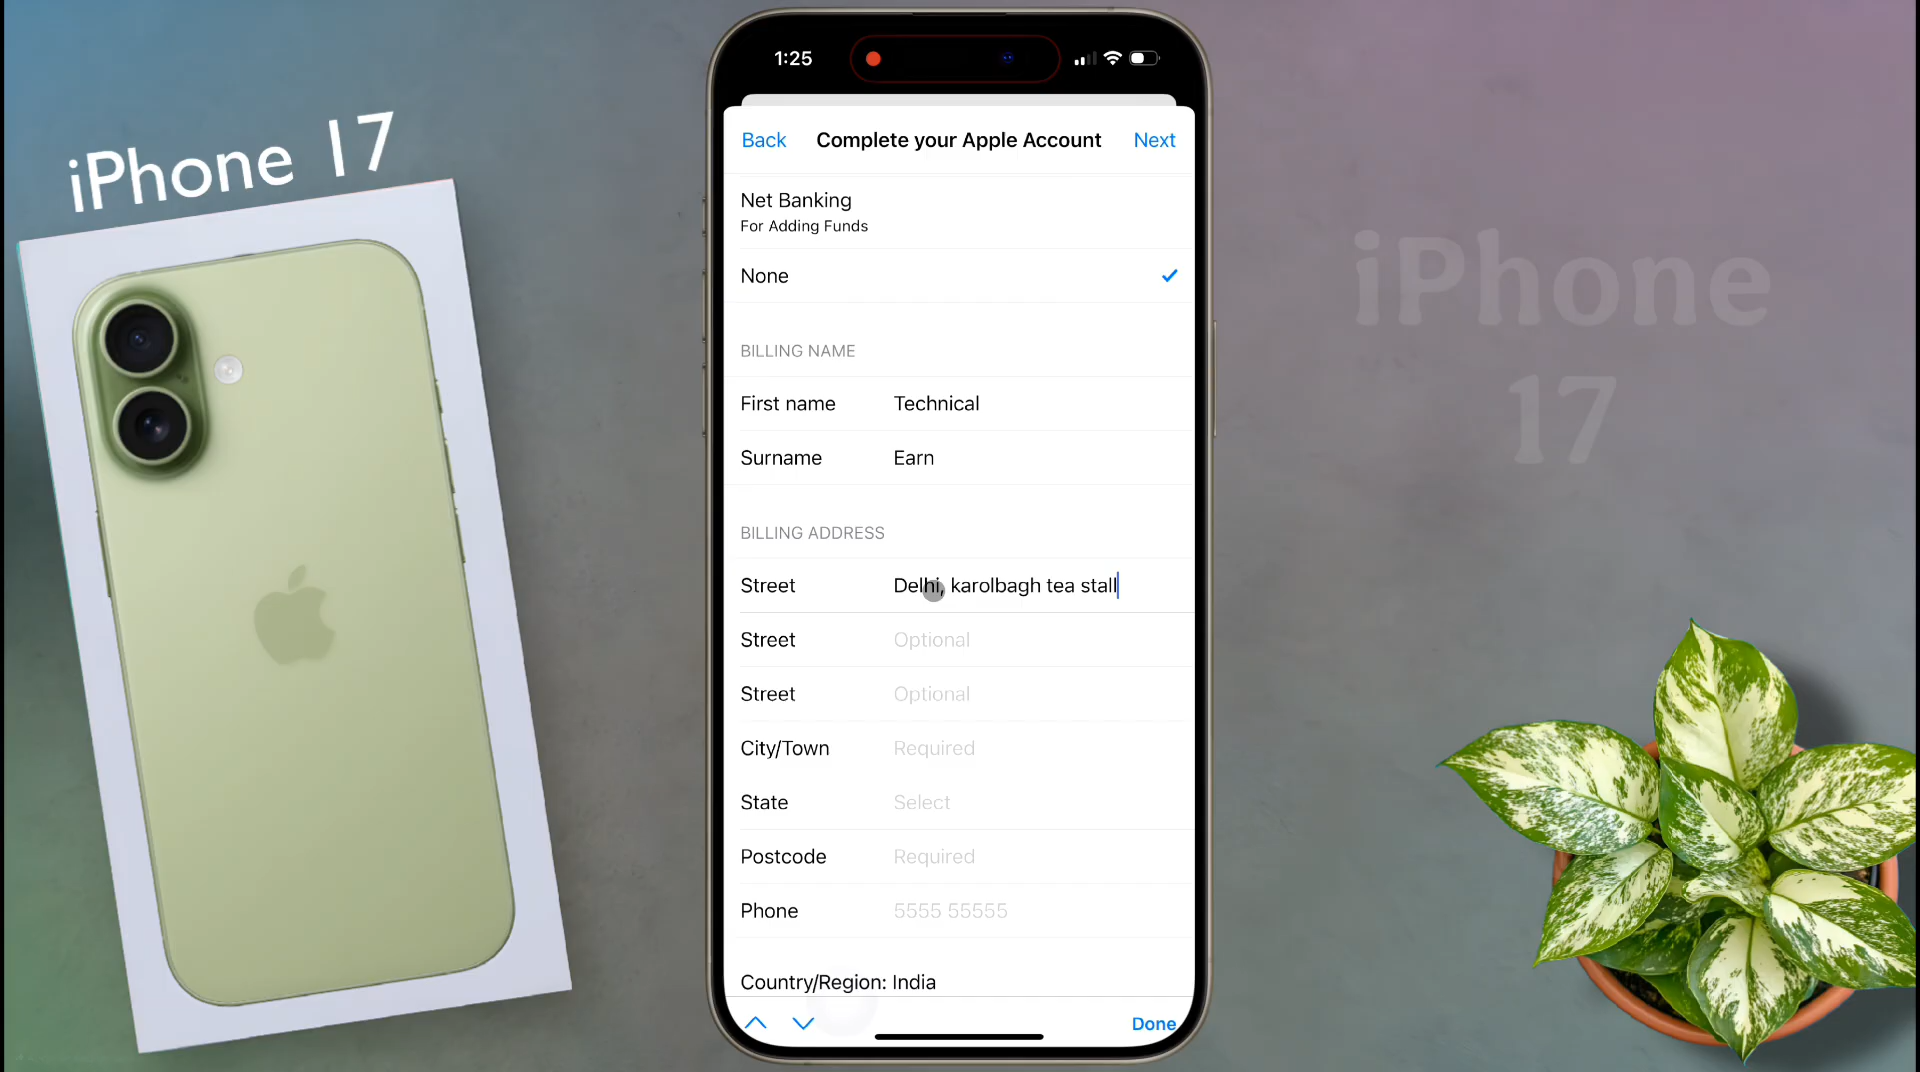 iPhone 17
1:25
Back Complete your Apple Account Next
Net Banking
For Adding Funds
None
BILLING NAME
First name Technical
Surname Earn
BILLING ADDRESS
Street Delhi, karolbagh tea stall
Street Optional
Street Optional
City/Town Required
State Select
Postcode Required
Phone 5555 55555
Country/Region: India
Done
iPhone
17